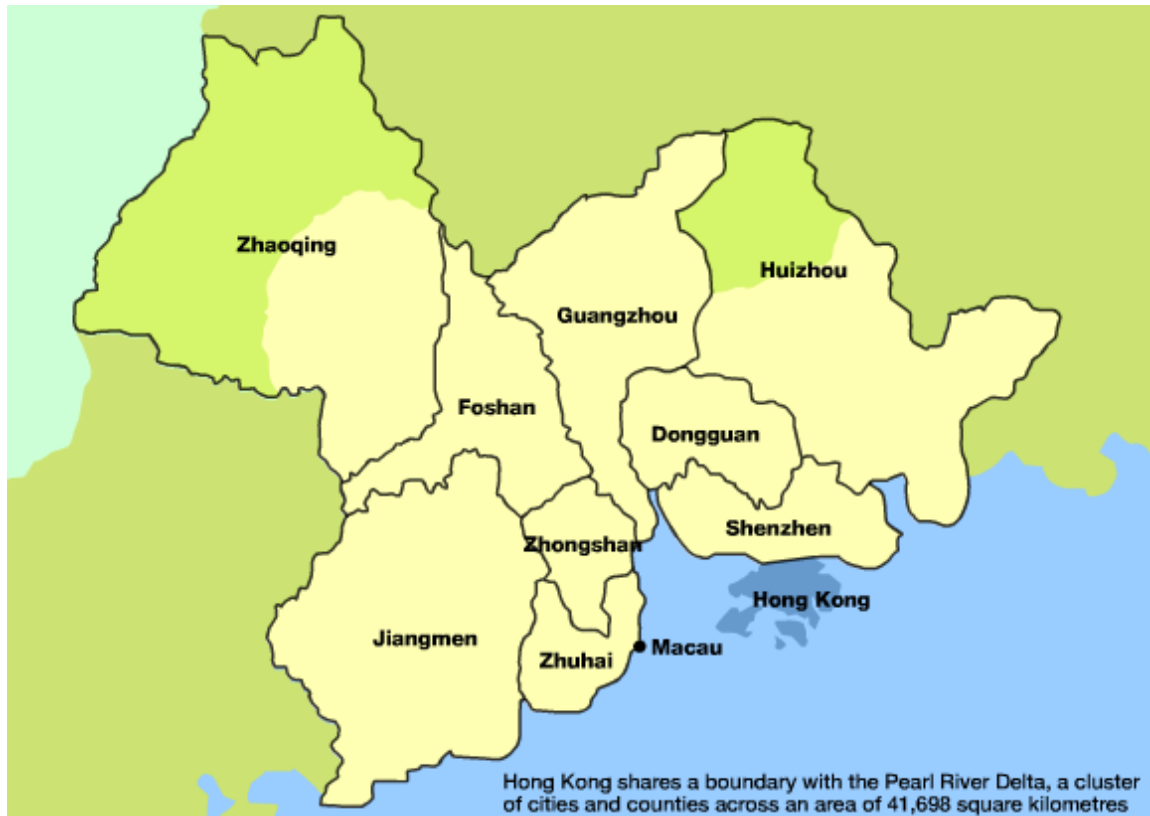 Zhaoqing
Huizhou
Guangzhou
Foshan
Dongguan
Shenzhen
Zhongshan
Hong Kong
Jiangmen
Zhuhai
Macau
Hong Kong shares a boundary with the Pearl River Delta, a cluster
of cities and counties across an area of 41,698 square kilometres